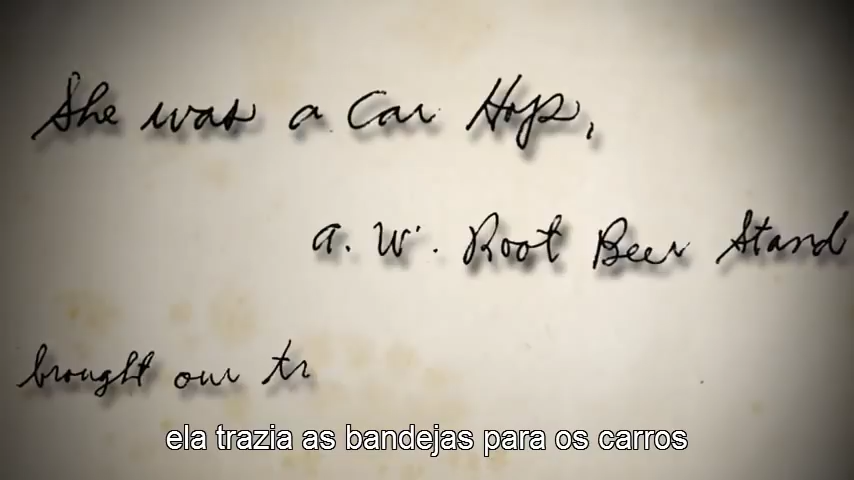 She was a Car Hop,
A. W. Root Beer Stand
brought our tr
ela trazia as bandejas para os carros